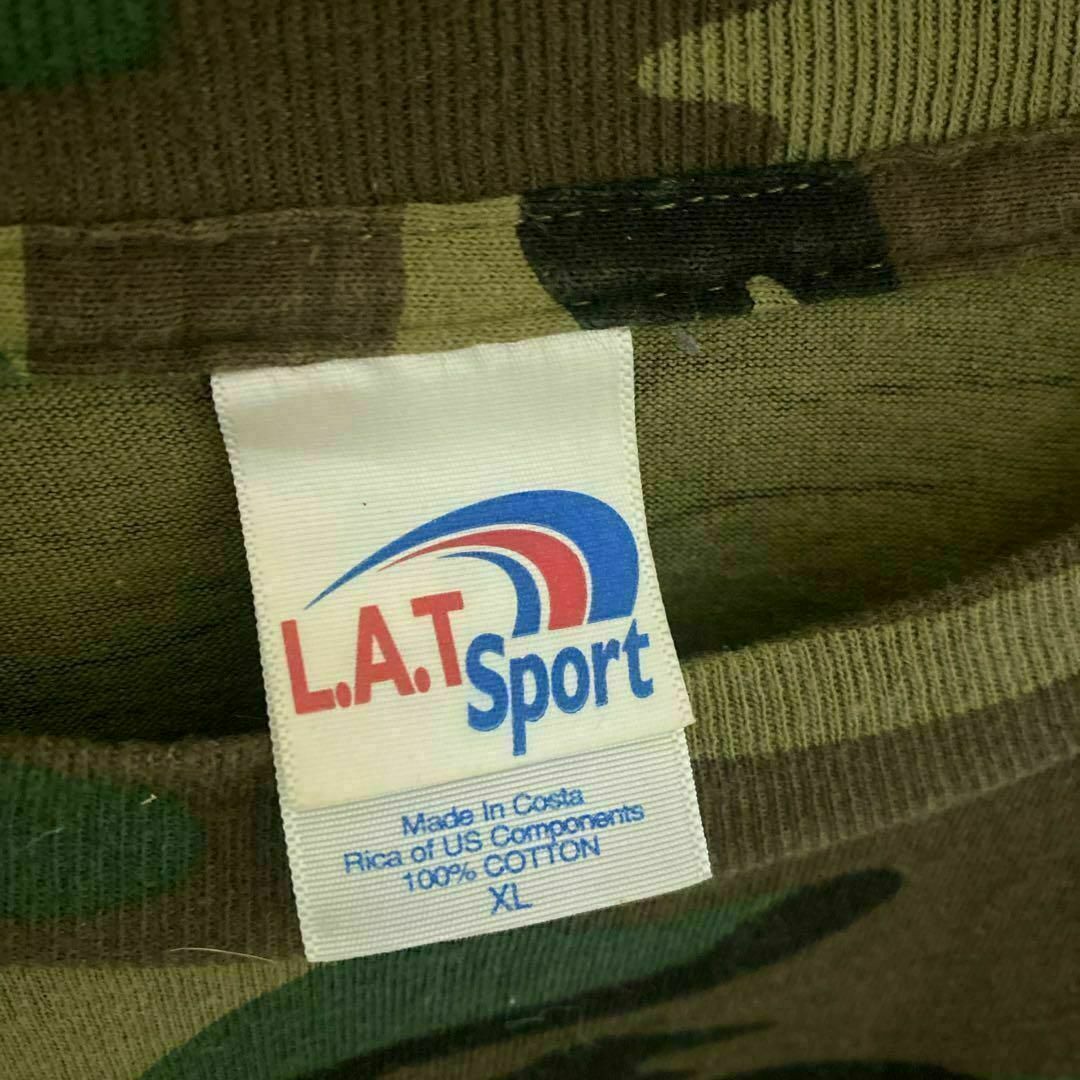 L.A.T Sport
Made In Costa
Rica of US Components
100% COTTON
XL